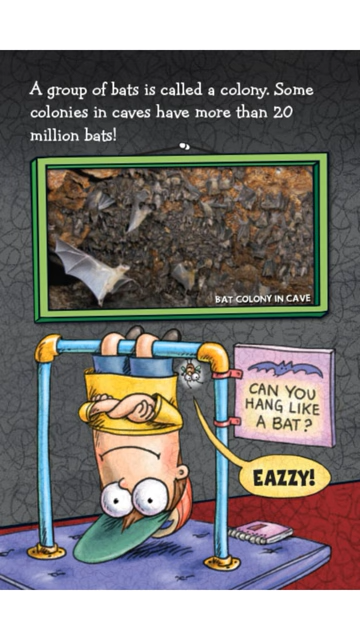 A group of bats is called a colony. Some
colonies in caves have more than 20
million bats!
BAT COLONY IN CAVE
CAN YOU
HANG LIKE
A BAT?
EAZZY!